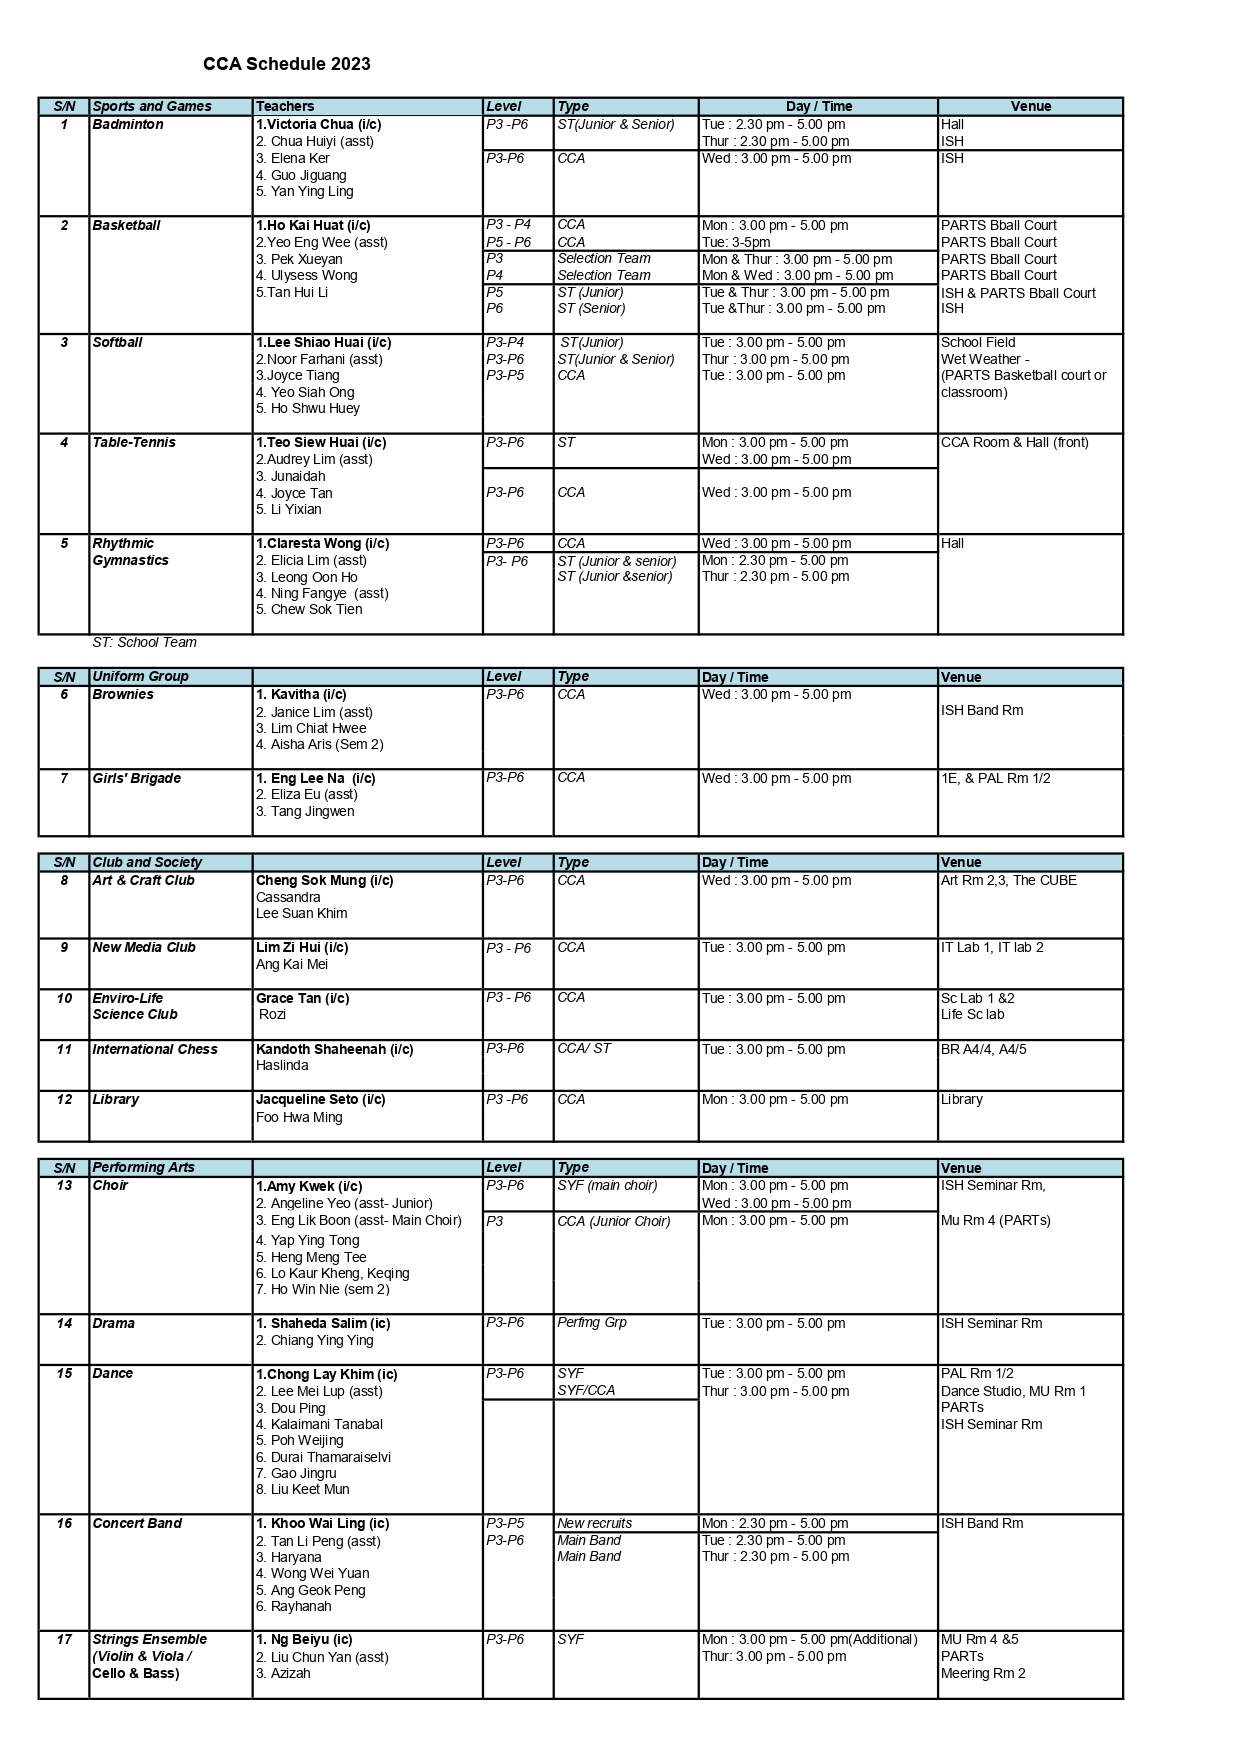 CCA Schedule 2023
S/N Sports and Games Teachers Level Type Day / Time Venue
1 Badminton 1.Victoria Chua (i/c) P3 -P6 ST(Junior & Senior) Tue : 2.30 pm - 5.00 pm Hall
2. Chua Huiyi (asst) Thur : 2.30 pm - 5.00 pm ISH
3. Elena Ker P3-P6 CCA Wed : 3.00 pm - 5.00 pm ISH
4. Guo Jiguang
5. Yan Ying Ling
2 Basketball 1.Ho Kai Huat (i/c) P3 - P4 CCA Mon : 3.00 pm - 5.00 pm PARTS Bball Court
2.Yeo Eng Wee (asst) P5 - P6 CCA Tue: 3-5pm PARTS Bball Court
3. Pek Xueyan P3 Selection Team Mon & Thur : 3.00 pm - 5.00 pm PARTS Bball Court
4. Ulysess Wong P4 Selection Team Mon & Wed : 3.00 pm - 5.00 pm PARTS Bball Court
5.Tan Hui Li P5 ST (Junior) Tue & Thur : 3.00 pm - 5.00 pm ISH & PARTS Bball Court
P6 ST (Senior) Tue &Thur : 3.00 pm - 5.00 pm ISH
3 Softball 1.Lee Shiao Huai (i/c) P3-P4 ST(Junior) Tue : 3.00 pm - 5.00 pm School Field
2.Noor Farhani (asst) P3-P6 ST(Junior & Senior) Thur : 3.00 pm - 5.00 pm Wet Weather -
3.Joyce Tiang P3-P5 CCA Tue : 3.00 pm - 5.00 pm (PARTS Basketball court or
4. Yeo Siah Ong classroom)
5. Ho Shwu Huey
4 Table-Tennis 1.Teo Siew Huai (i/c) P3-P6 ST Mon : 3.00 pm - 5.00 pm CCA Room & Hall (front)
2.Audrey Lim (asst) Wed : 3.00 pm - 5.00 pm
3. Junaidah
4. Joyce Tan P3-P6 CCA Wed : 3.00 pm - 5.00 pm
5. Li Yixian
5 Rhythmic 1.Claresta Wong (i/c) P3-P6 CCA Wed : 3.00 pm - 5.00 pm Hall
Gymnastics 2. Elicia Lim (asst) P3- P6 ST (Junior & senior) Mon : 2.30 pm - 5.00 pm
3. Leong Oon Ho ST (Junior &senior) Thur : 2.30 pm - 5.00 pm
4. Ning Fangye (asst)
5. Chew Sok Tien
ST: School Team
S/N Uniform Group Level Type Day / Time Venue
6 Brownies 1. Kavitha (i/c) P3-P6 CCA Wed : 3.00 pm - 5.00 pm
2. Janice Lim (asst) ISH Band Rm
3. Lim Chiat Hwee
4. Aisha Aris (Sem 2)
7 Girls' Brigade 1. Eng Lee Na (i/c) P3-P6 CCA Wed : 3.00 pm - 5.00 pm 1E, & PAL Rm 1/2
2. Eliza Eu (asst)
3. Tang Jingwen
S/N Club and Society Level Type Day / Time Venue
8 Art & Craft Club Cheng Sok Mung (i/c) P3-P6 CCA Wed : 3.00 pm - 5.00 pm Art Rm 2,3, The CUBE
Cassandra
Lee Suan Khim
9 New Media Club Lim Zi Hui (i/c) P3 - P6 CCA Tue : 3.00 pm - 5.00 pm IT Lab 1, IT lab 2
Ang Kai Mei
10 Enviro-Life Grace Tan (i/c) P3 - P6 CCA Tue : 3.00 pm - 5.00 pm Sc Lab 1 &2
Science Club Rozi Life Sc lab
11 International Chess Kandoth Shaheenah (i/c) P3-P6 CCA/ ST Tue : 3.00 pm - 5.00 pm BR A4/4, A4/5
Haslinda
12 Library Jacqueline Seto (i/c) P3 -P6 CCA Mon : 3.00 pm - 5.00 pm Library
Foo Hwa Ming
S/N Performing Arts Level Type Day / Time Venue
13 Choir 1.Amy Kwek (i/c) P3-P6 SYF (main choir) Mon : 3.00 pm - 5.00 pm ISH Seminar Rm,
2. Angeline Yeo (asst- Junior) Wed : 3.00 pm - 5.00 pm
3. Eng Lik Boon (asst- Main Choir) P3 CCA (Junior Choir) Mon : 3.00 pm - 5.00 pm Mu Rm 4 (PARTs)
4. Yap Ying Tong
5. Heng Meng Tee
6. Lo Kaur Kheng, Keqing
7. Ho Win Nie (sem 2)
14 Drama 1. Shaheda Salim (ic) P3-P6 Perfmg Grp Tue : 3.00 pm - 5.00 pm ISH Seminar Rm
2. Chiang Ying Ying
15 Dance 1.Chong Lay Khim (ic) P3-P6 SYF Tue : 3.00 pm - 5.00 pm PAL Rm 1/2
2. Lee Mei Lup (asst) SYF/CCA Thur : 3.00 pm - 5.00 pm Dance Studio, MU Rm 1
3. Dou Ping PARTs
4. Kalaimani Tanabal ISH Seminar Rm
5. Poh Weijing
6. Durai Thamaraiselvi
7. Gao Jingru
8. Liu Keet Mun
16 Concert Band 1. Khoo Wai Ling (ic) P3-P5 New recruits Mon : 2.30 pm - 5.00 pm ISH Band Rm
2. Tan Li Peng (asst) P3-P6 Main Band Tue : 2.30 pm - 5.00 pm
3. Haryana Main Band Thur : 2.30 pm - 5.00 pm
4. Wong Wei Yuan
5. Ang Geok Peng
6. Rayhanah
17 Strings Ensemble 1. Ng Beiyu (ic) P3-P6 SYF Mon : 3.00 pm - 5.00 pm(Additional) MU Rm 4 &5
(Violin & Viola / 2. Liu Chun Yan (asst) Thur: 3.00 pm - 5.00 pm PARTs
Cello & Bass) 3. Azizah Meering Rm 2